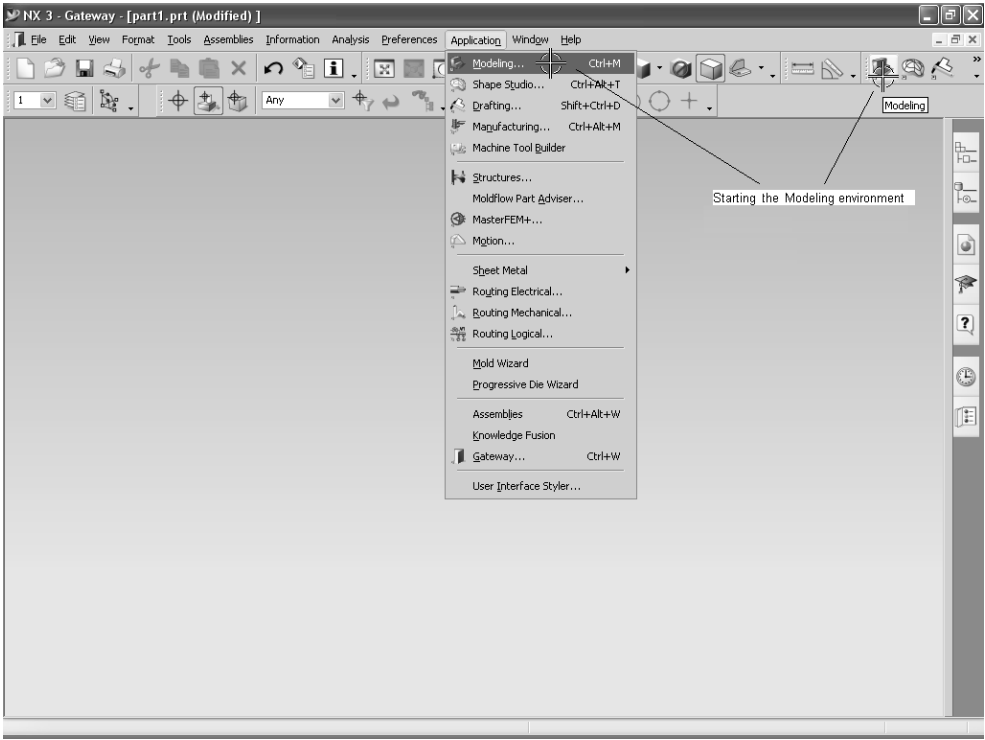 NX 3 - Gateway - [part1.prt (Modified) ]
File Edit View Format Tools Assemblies Information Analysis Preferences Application Window Help
1
Any
Modeling... Ctrl+M
Shape Studio... Ctrl+Alt+T
Drafting... Shift+Ctrl+D
Manufacturing... Ctrl+Alt+M
Machine Tool Builder
Structures...
Moldflow Part Adviser...
MasterFEM+...
Motion...
Sheet Metal
Routing Electrical...
Routing Mechanical...
Routing Logical...
Mold Wizard
Progressive Die Wizard
Assemblies Ctrl+Alt+W
Knowledge Fusion
Gateway... Ctrl+W
User Interface Styler...
Modeling
Starting the Modeling environment